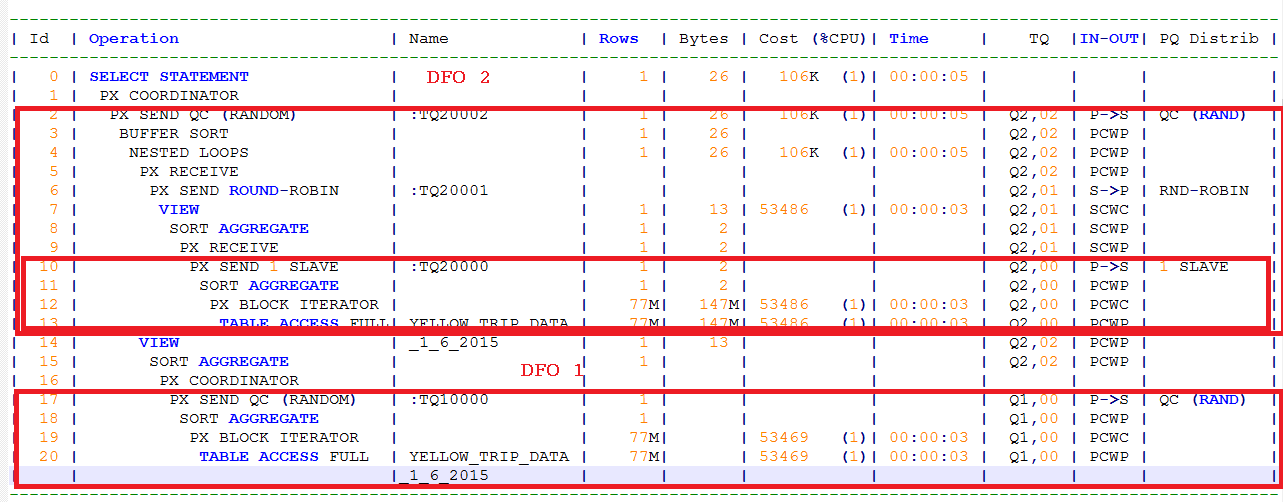 | Id | Operation | Name | Rows | Bytes | Cost (%CPU)| Time | TQ |IN-OUT| PQ Distrib |
| 0 | SELECT STATEMENT | DFO 2 | 1 | 26 | 106K (1)| 00:00:05 | | | |
| 1 | PX COORDINATOR | | | | | | | | |
| 2 | PX SEND QC (RANDOM) | :TQ20002 | 1 | 26 | 106K (1)| 00:00:05 | Q2,02 | P->S | QC (RAND) |
| 3 | BUFFER SORT | | 1 | 26 | | | Q2,02 | PCWP | |
| 4 | NESTED LOOPS | | 1 | 26 | 106K (1)| 00:00:05 | Q2,02 | PCWP | |
| 5 | PX RECEIVE | | | | | | Q2,02 | PCWP | |
| 6 | PX SEND ROUND-ROBIN | :TQ20001 | | | | | Q2,01 | S->P | RND-ROBIN |
| 7 | VIEW | | 1 | 13 | 53486 (1)| 00:00:03 | Q2,01 | SCWC | |
| 8 | SORT AGGREGATE | | 1 | 2 | | | Q2,01 | SCWP | |
| 9 | PX RECEIVE | | 1 | 2 | | | Q2,01 | SCWP | |
| 10 | PX SEND 1 SLAVE | :TQ20000 | 1 | 2 | | | Q2,00 | P->S | 1 SLAVE |
| 11 | SORT AGGREGATE | | 1 | 2 | | | Q2,00 | PCWP | |
| 12 | PX BLOCK ITERATOR | | 77M| 147M| 53486 (1)| 00:00:03 | Q2,00 | PCWC | |
| 13 | TABLE ACCESS FULL| YELLOW_TRIP_DATA | 77M| 147M| 53486 (1)| 00:00:03 | Q2,00 | PCWP | |
| 14 | VIEW | _1_6_2015 | 1 | 13 | | | Q2,02 | PCWP | |
| 15 | SORT AGGREGATE | | 1 | | | | Q2,02 | PCWP | |
DFO 1
| 16 | PX COORDINATOR | | | | | | | | |
| 17 | PX SEND QC (RANDOM) | :TQ10000 | 1 | | | | Q1,00 | P->S | QC (RAND) |
| 18 | SORT AGGREGATE | | 1 | | | | Q1,00 | PCWP | |
| 19 | PX BLOCK ITERATOR | | 77M| | 53469 (1)| 00:00:03 | Q1,00 | PCWC | |
| 20 | TABLE ACCESS FULL | YELLOW_TRIP_DATA | 77M| | 53469 (1)| 00:00:03 | Q1,00 | PCWP | |
| | | _1_6_2015 | | | | | | | |